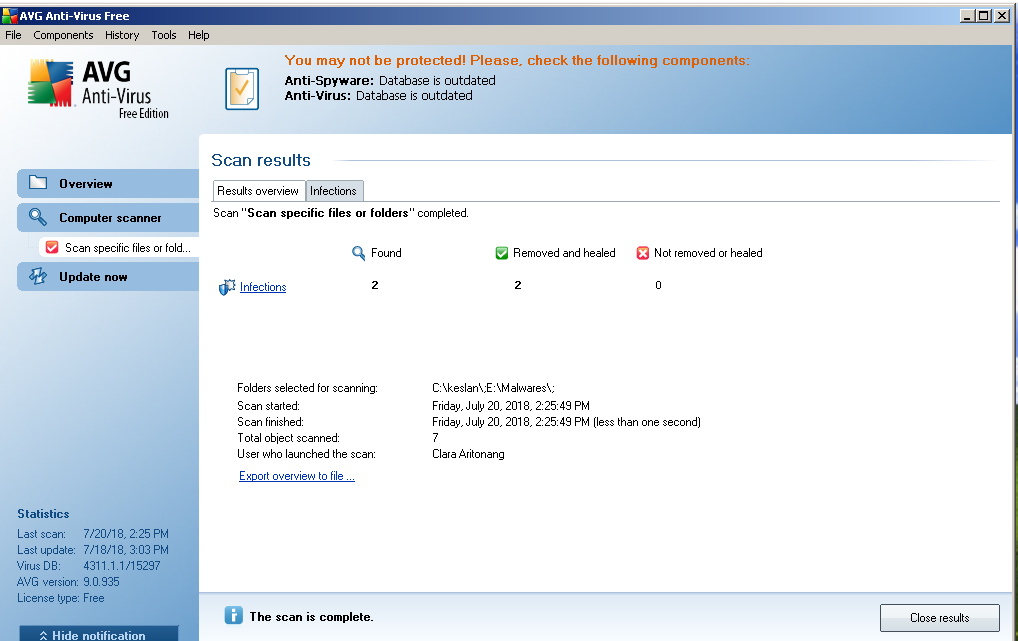 AVG Anti-Virus Free
File Components History Tools Help
AVG
Anti-Virus
Free Edition
You may not be protected! Please, check the following components:
Anti-Spyware: Database is outdated
Anti-Virus: Database is outdated
Overview
Computer scanner
Scan specific files or fold...
Update now
Scan results
Results overview Infections
Scan "Scan specific files or folders" completed.
Found Removed and healed Not removed or healed
Infections 2 2 0
Folders selected for scanning: C:\keslan\;E:\Malwares\;
Scan started: Friday, July 20, 2018, 2:25:49 PM
Scan finished: Friday, July 20, 2018, 2:25:49 PM (less than one second)
Total object scanned: 7
User who launched the scan: Clara Aritonang
Export overview to file ...
Statistics
Last scan: 7/20/18, 2:25 PM
Last update: 7/18/18, 3:03 PM
Virus DB: 4311.1.1/15297
AVG version: 9.0.935
License type: Free
Hide notification
The scan is complete.
Close results